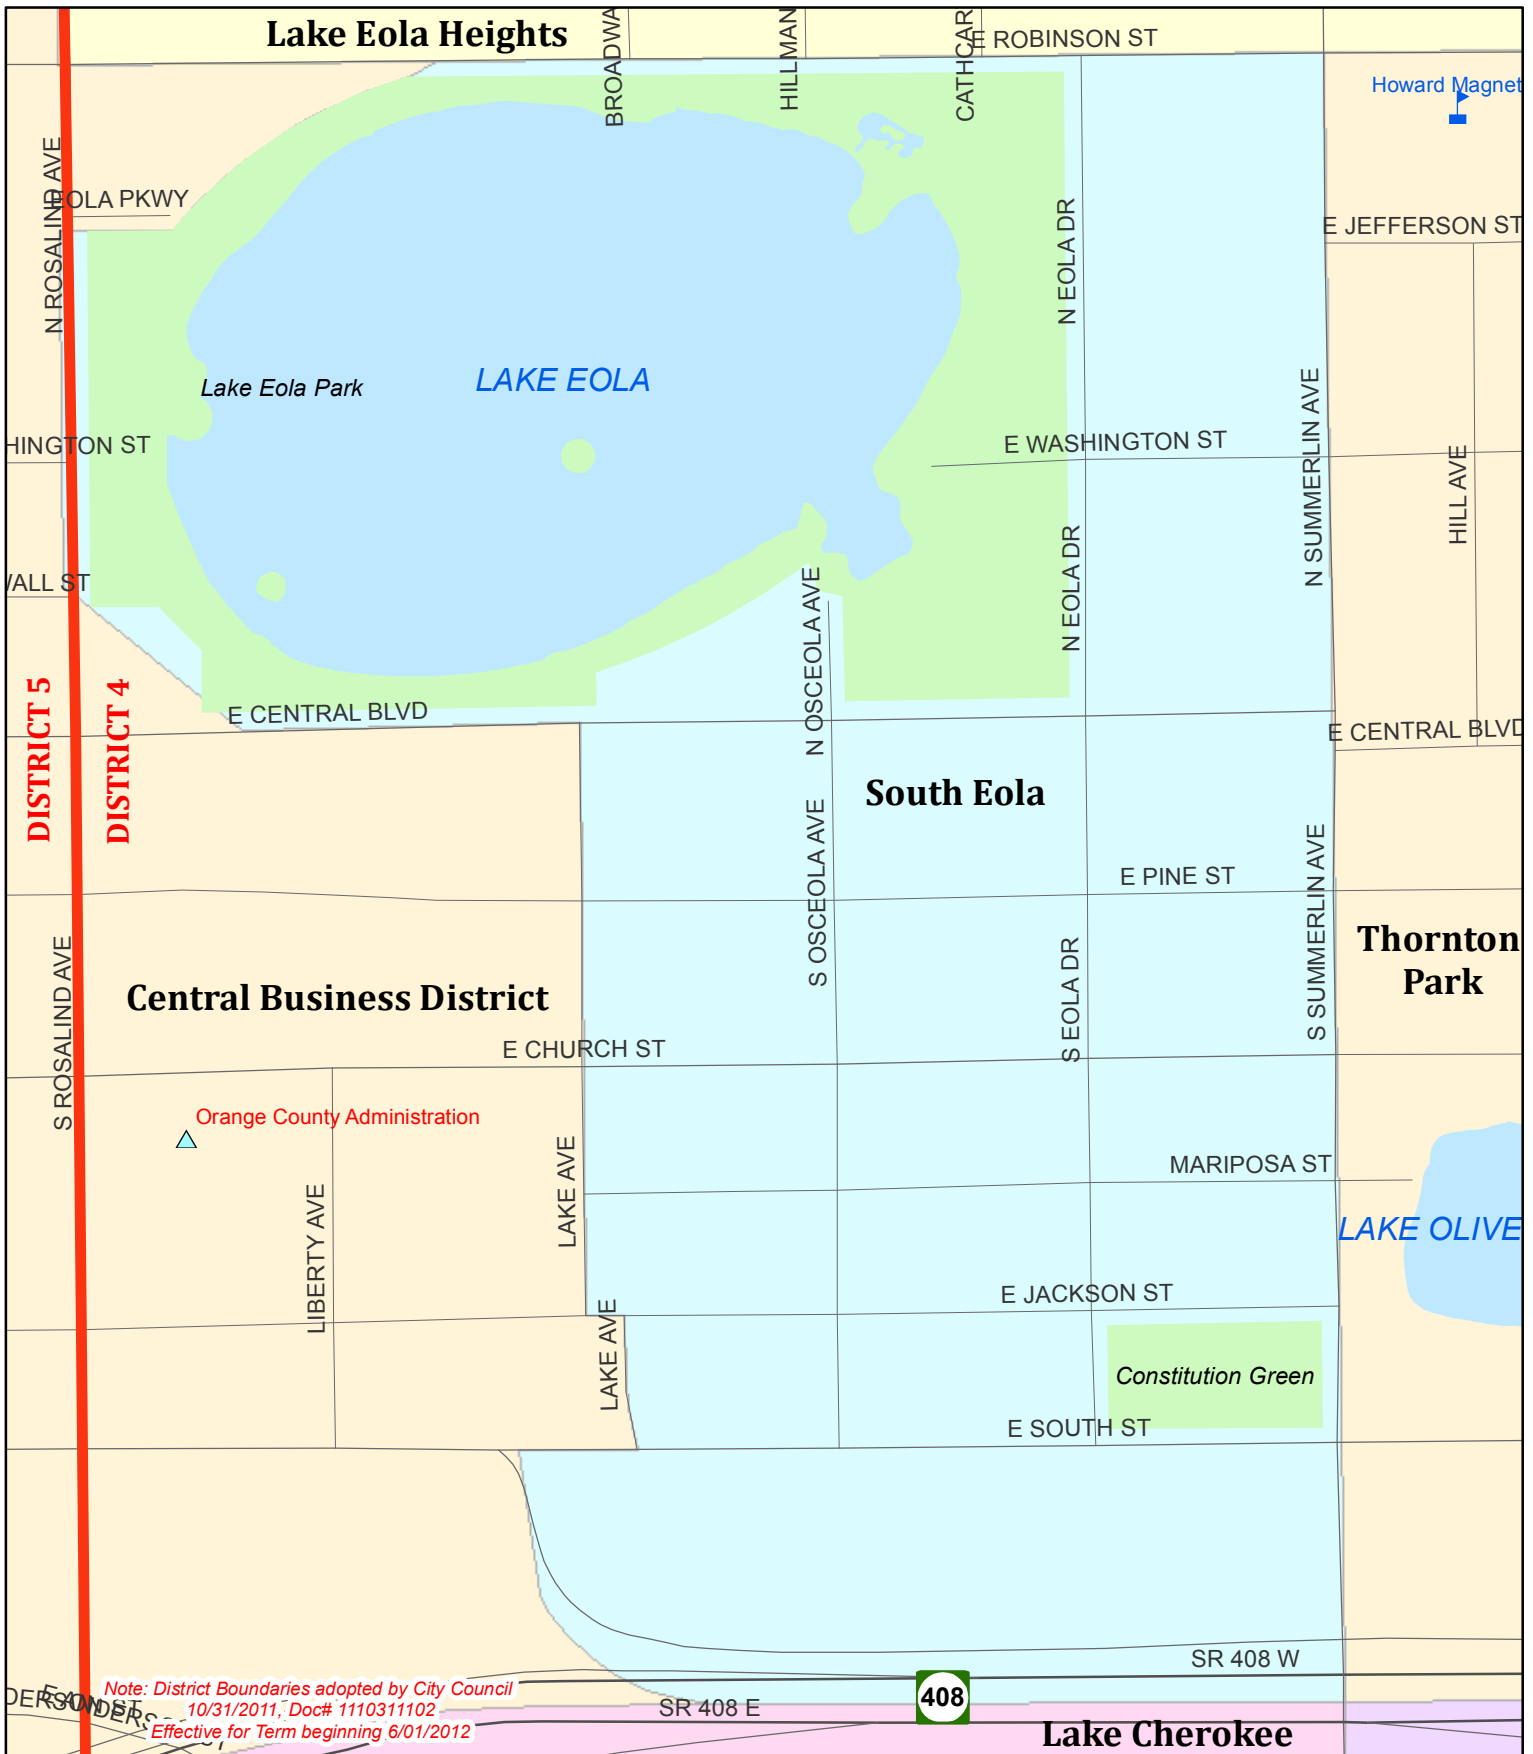 Lake Eola Heights
BROADWA
HILLMAN
CATHCAR
E ROBINSON ST
Howard Magnet
N ROSALIND AVE
EOLA PKWY
N EOLA DR
E JEFFERSON ST
Lake Eola Park
LAKE EOLA
HINGTON ST
E WASHINGTON ST
N SUMMERLIN AVE
HILL AVE
N EOLA DR
N OSCEOLA AVE
/ALL ST
DISTRICT 5
DISTRICT 4
E CENTRAL BLVD
E CENTRAL BLVD
South Eola
S OSCEOLA AVE
E PINE ST
S SUMMERLIN AVE
Thornton
Park
S ROSALIND AVE
Central Business District
S EOLA DR
E CHURCH ST
Orange County Administration
LAKE AVE
MARIPOSA ST
LIBERTY AVE
LAKE OLIVE
E JACKSON ST
LAKE AVE
Constitution Green
E SOUTH ST
SR 408 W
408
SR 408 E
Note: District Boundaries adopted by City Council
10/31/2011, Doc# 1110311102
Effective for Term beginning 6/01/2012
Lake Cherokee